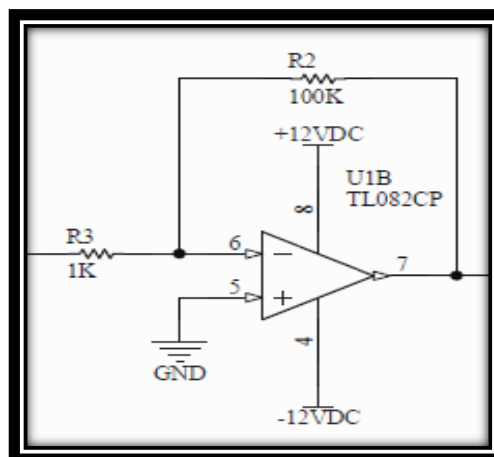 R2
100K
+12VDC
U1B
TL082CP
8
R3
1K
6
7
5
4
GND
-12VDC